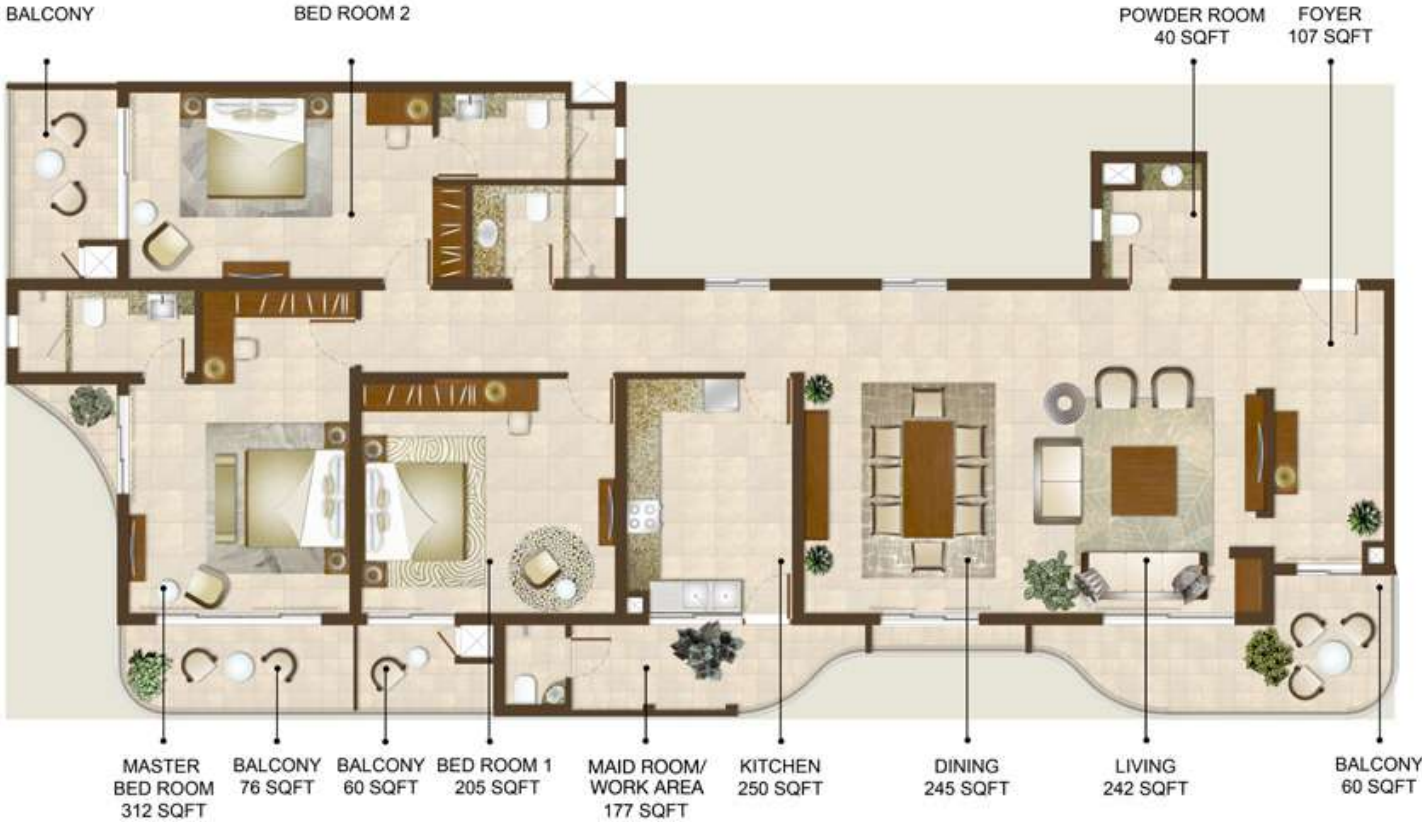 BALCONY
BED ROOM 2
POWDER ROOM
40 SQFT
FOYER
107 SQFT
MASTER
BED ROOM
312 SQFT
BALCONY
76 SQFT
BALCONY
60 SQFT
BED ROOM 1
205 SQFT
MAID ROOM/
WORK AREA
177 SQFT
KITCHEN
250 SQFT
DINING
245 SQFT
LIVING
242 SQFT
BALCONY
60 SQFT